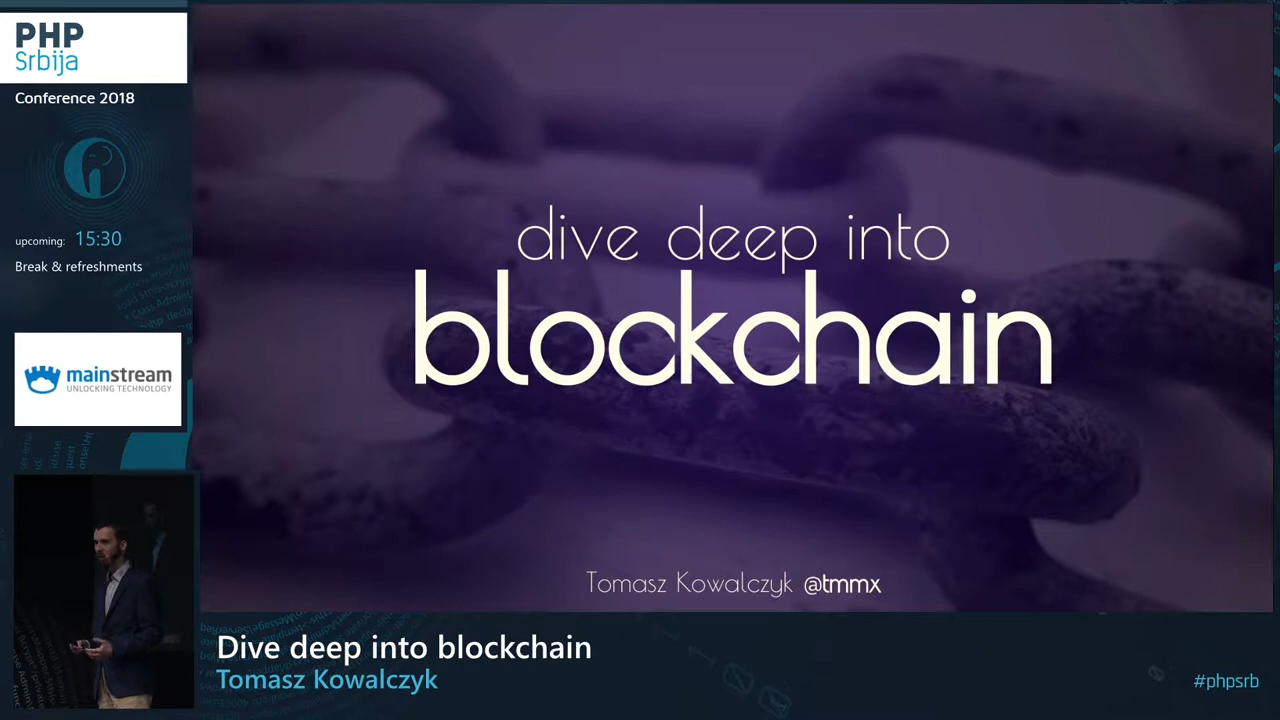 PHP
Srbija
Conference 2018
upcoming: 15:30
Break & refreshments
mainstream
UNLOCKING TECHNOLOGY
dive deep into
blockchain
Tomasz Kowalczyk @tmmx
Dive deep into blockchain
Tomasz Kowalczyk
#phpsrb